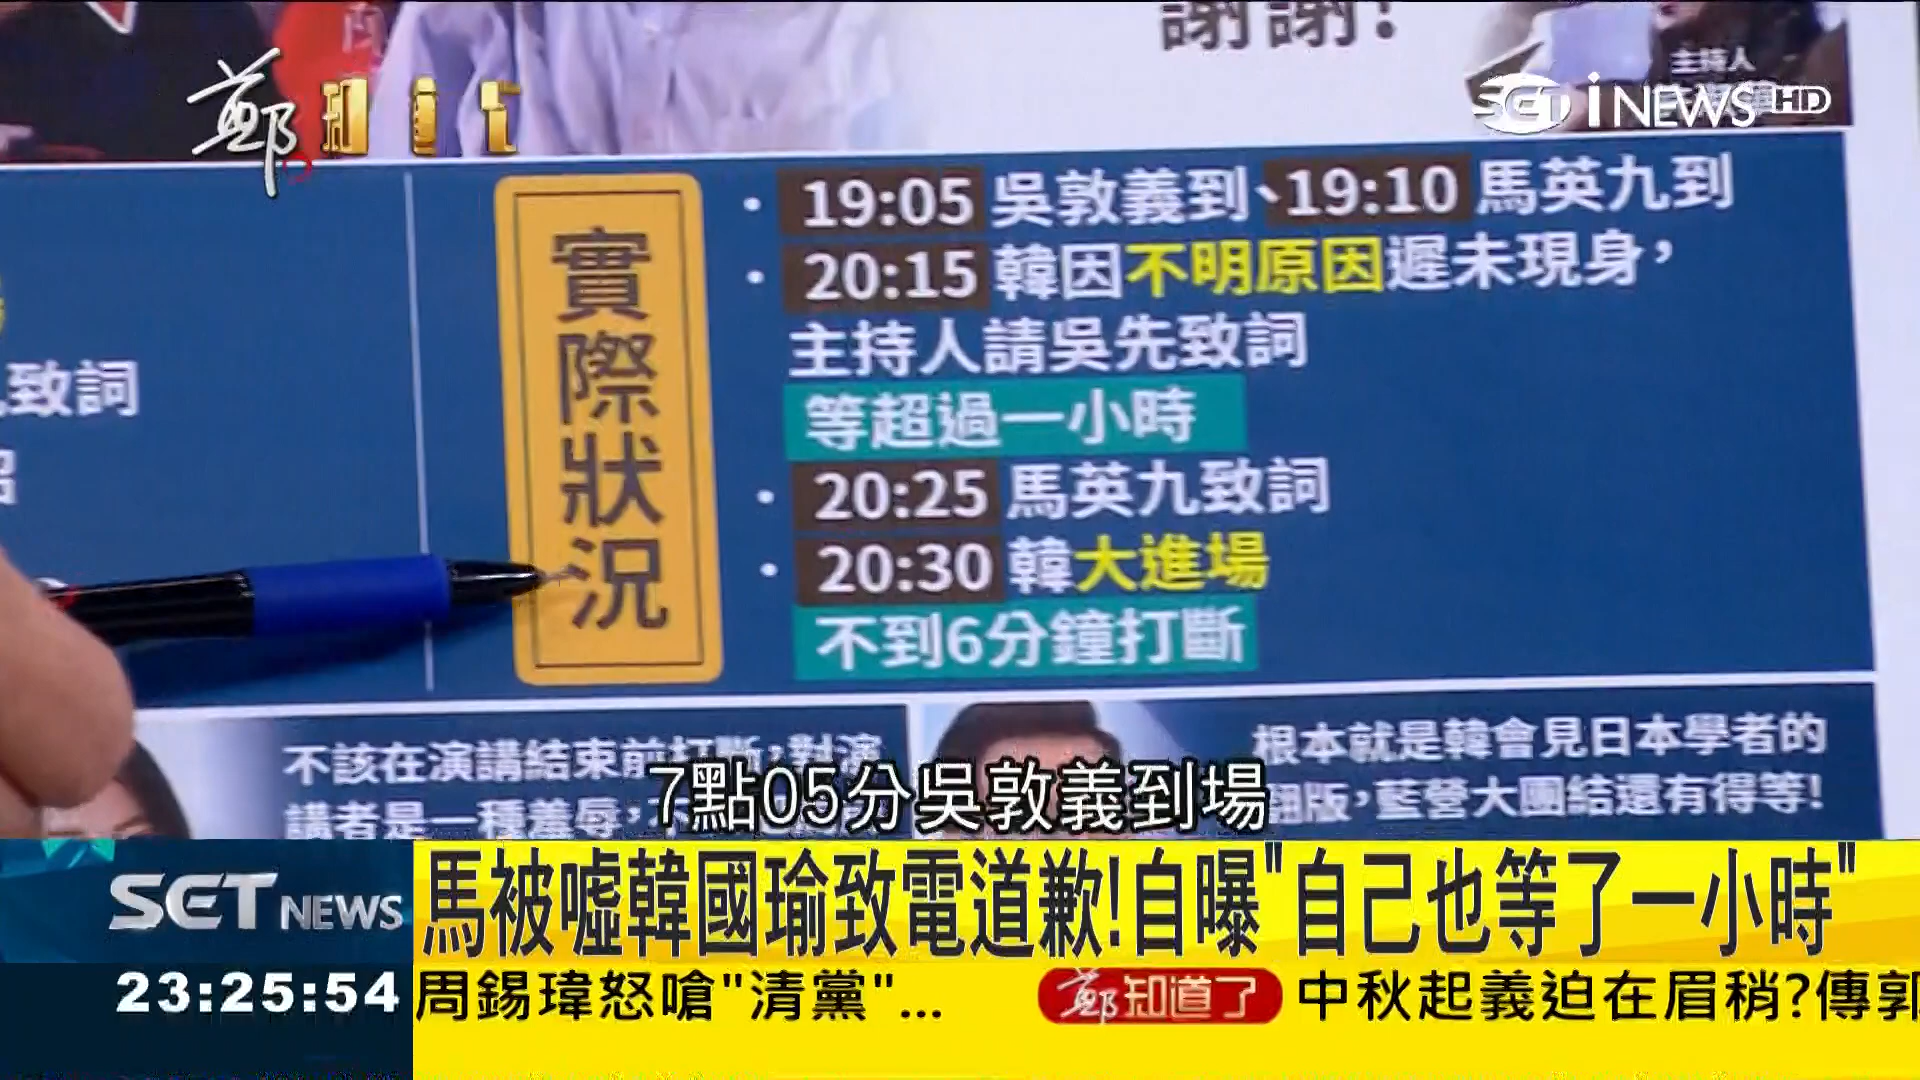 謝謝!
主持人
鄭知道了
SET iNEWS HD
實際狀況
・19:05 吳敦義到、19:10 馬英九到
・20:15 韓因不明原因遲未現身,
主持人請吳先致詞
等超過一小時
・20:25 馬英九致詞
・20:30 韓大進場
不到6分鐘打斷
致詞
不該在演講結束前打斷,對演
講者是一種羞辱,不
根本就是韓會見日本學者的
翻版,藍營大團結還有得等!
7點05分吳敦義到場
SET NEWS
馬被噓韓國瑜致電道歉!自曝"自己也等了一小時"
23:25:54
周錫瑋怒嗆"清黨"...
鄭知道了
中秋起義迫在眉稍?傳郭